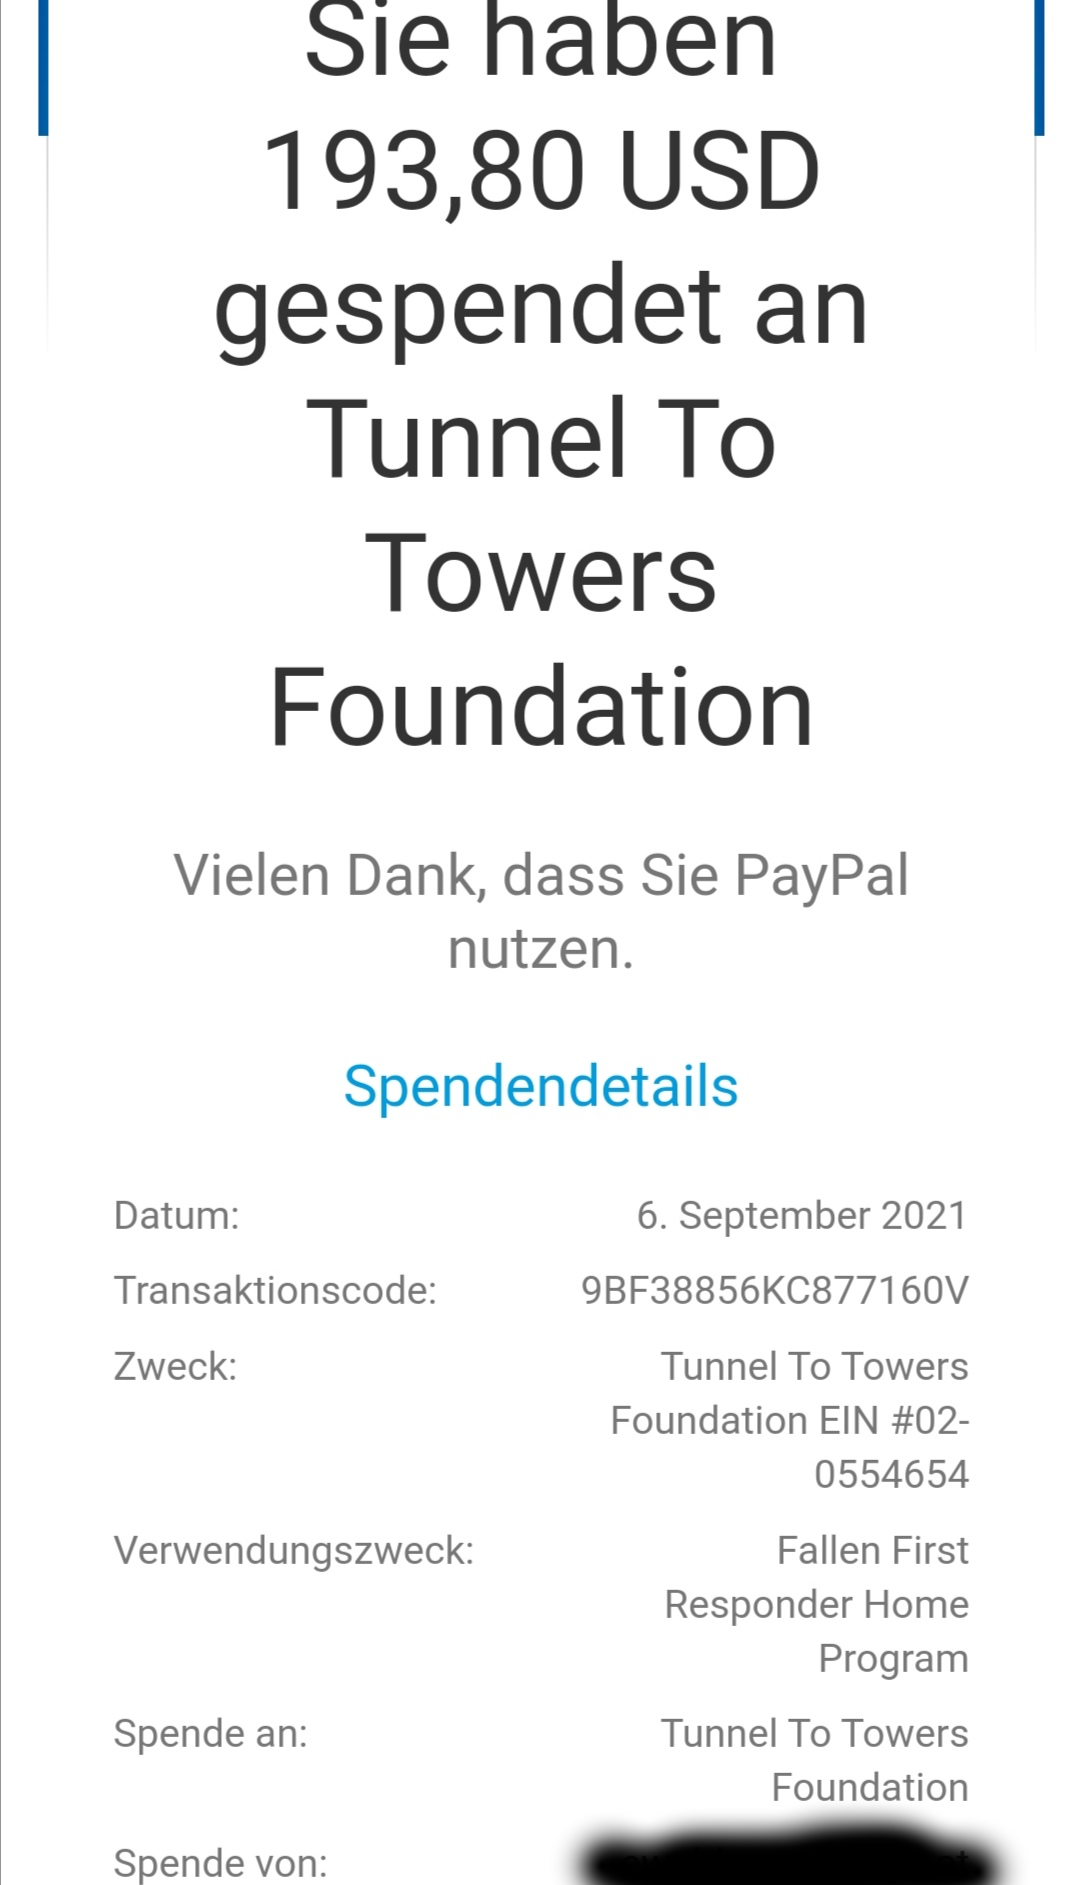 Sie haben
193,80 USD
gespendet an
Tunnel To
Towers
Foundation
Vielen Dank, dass Sie PayPal
nutzen.
Spendendetails
Datum: 6. September 2021
Transaktionscode: 9BF38856KC877160V
Zweck: Tunnel To Towers
Foundation EIN #02-
0554654
Verwendungszweck: Fallen First
Responder Home
Program
Spende an: Tunnel To Towers
Foundation
Spende von: